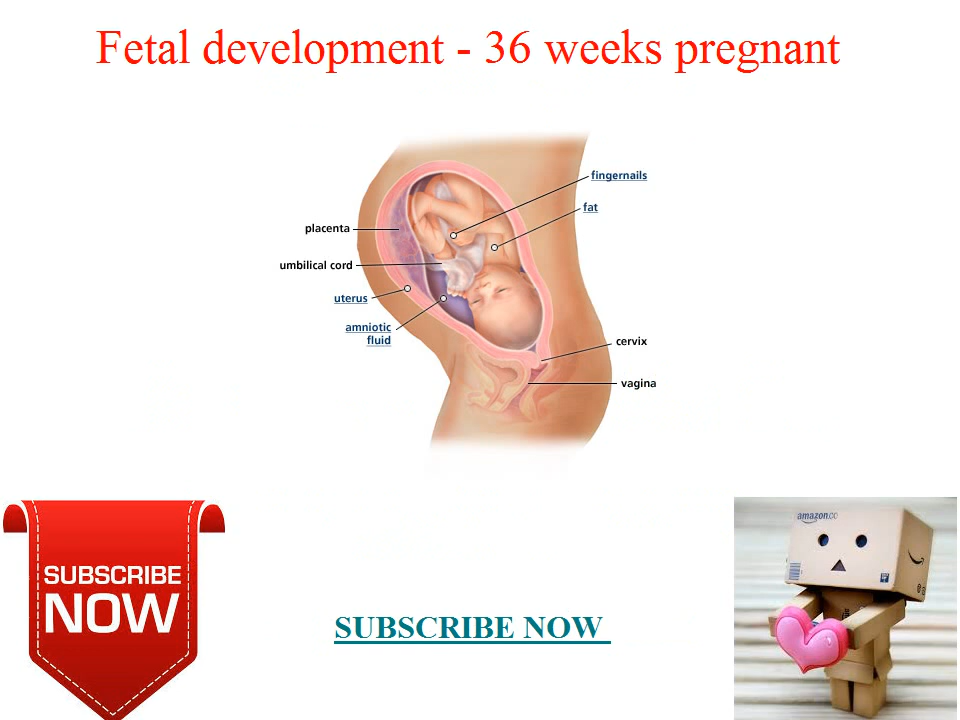 Fetal development - 36 weeks pregnant
fingernails
fat
placenta
umbilical cord
uterus
amniotic
fluid
cervix
vagina
SUBSCRIBE
NOW
SUBSCRIBE NOW
amazon.co